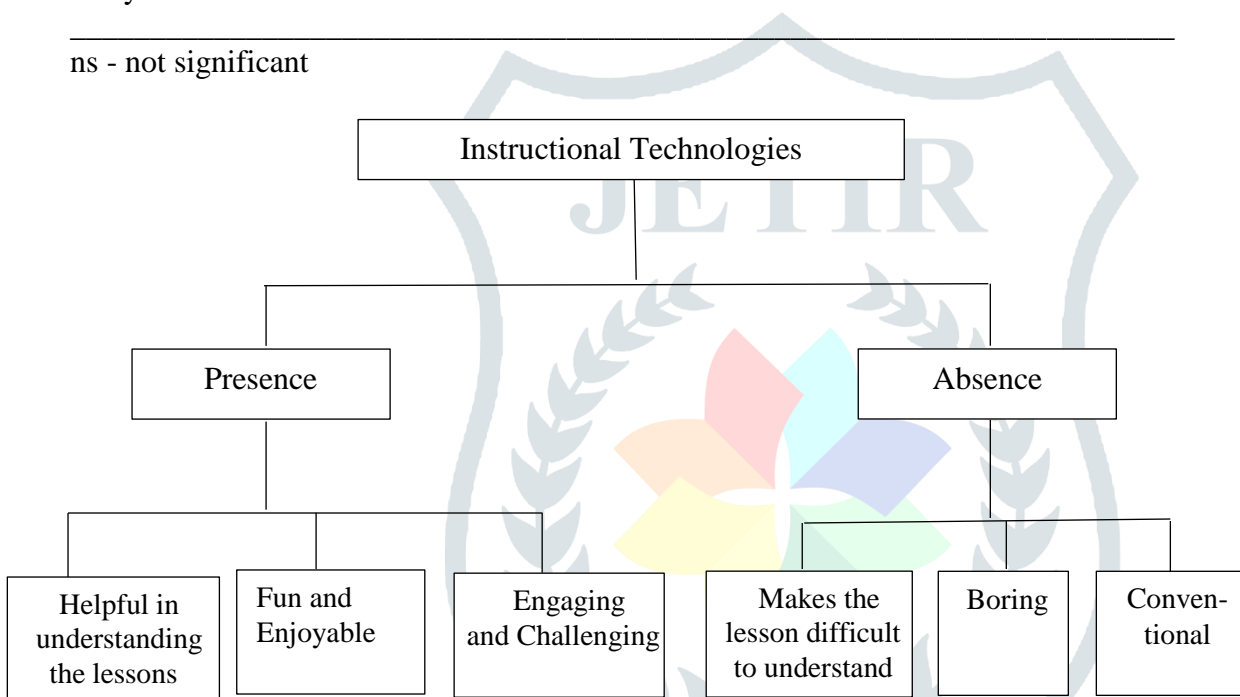 ns - not significant
Instructional Technologies
JETIR
Presence
Absence
Helpful in
understanding
the lessons
Fun and
Enjoyable
Engaging
and Challenging
Makes the
lesson difficult
to understand
Boring
Conven-
tional